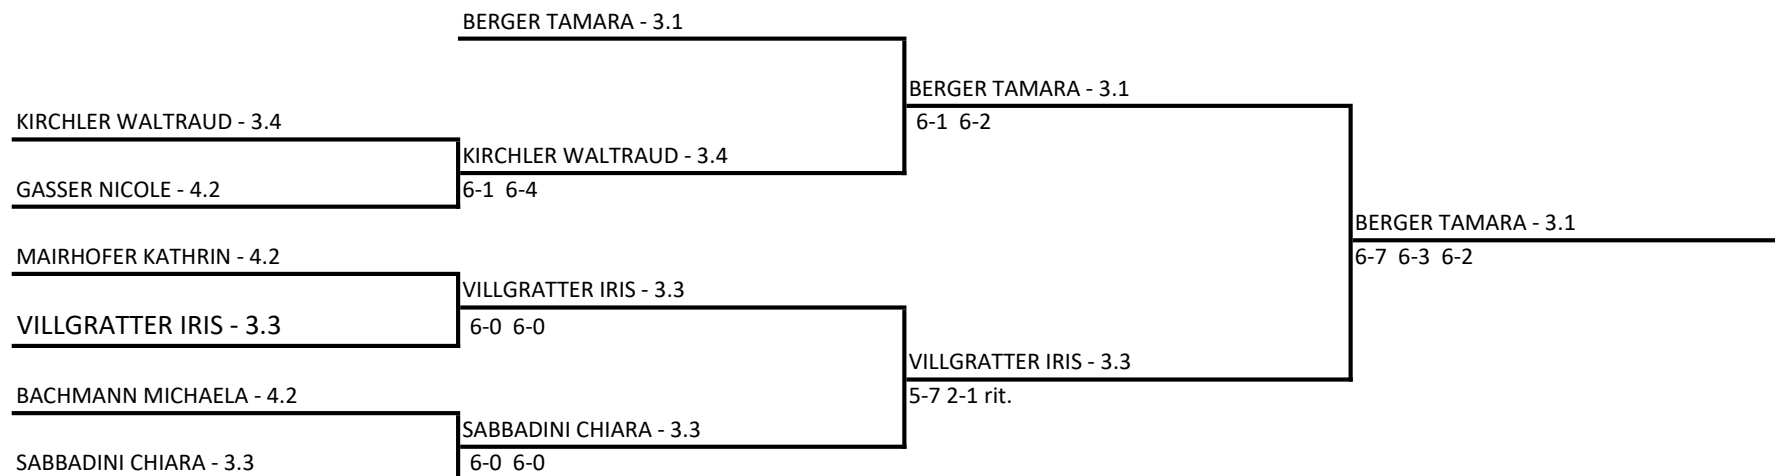 BERGER TAMARA - 3.1
BERGER TAMARA - 3.1
KIRCHLER WALTRAUD - 3.4
6-1  6-2
KIRCHLER WALTRAUD - 3.4
GASSER NICOLE - 4.2
6-1  6-4
BERGER TAMARA - 3.1
MAIRHOFER KATHRIN - 4.2
6-7  6-3  6-2
VILLGRATTER IRIS - 3.3
VILLGRATTER IRIS - 3.3
6-0  6-0
VILLGRATTER IRIS - 3.3
BACHMANN MICHAELA - 4.2
5-7 2-1 rit.
SABBADINI CHIARA - 3.3
SABBADINI CHIARA - 3.3
6-0  6-0